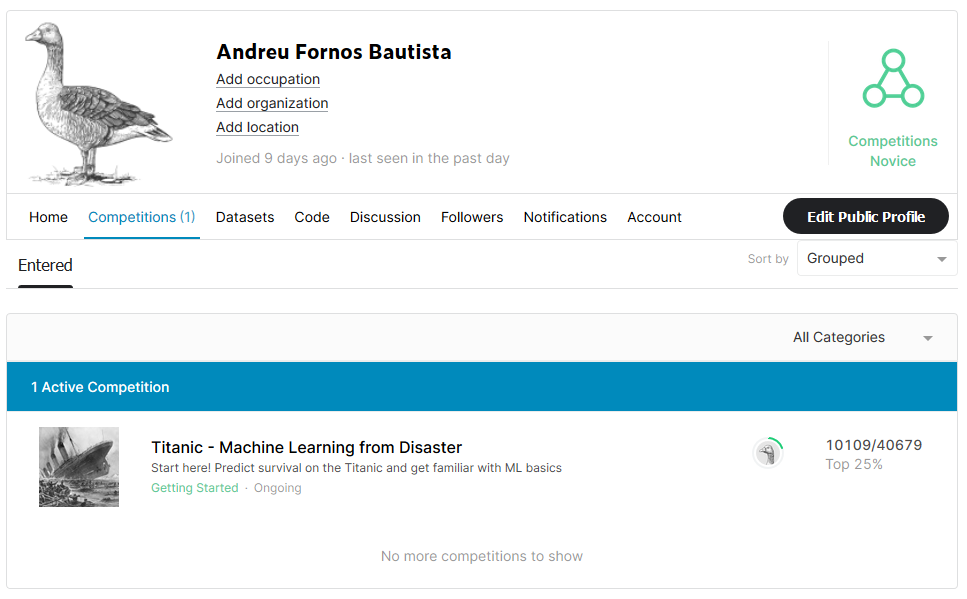 Andreu Fornos Bautista
Add occupation
Add organization
Add location
Joined 9 days ago · last seen in the past day
Competitions
Novice
Home Competitions (1) Datasets Code Discussion Followers Notifications Account Edit Public Profile
Entered Sort by Grouped
All Categories
1 Active Competition
Titanic - Machine Learning from Disaster
Start here! Predict survival on the Titanic and get familiar with ML basics
Getting Started · Ongoing
10109/40679
Top 25%
No more competitions to show